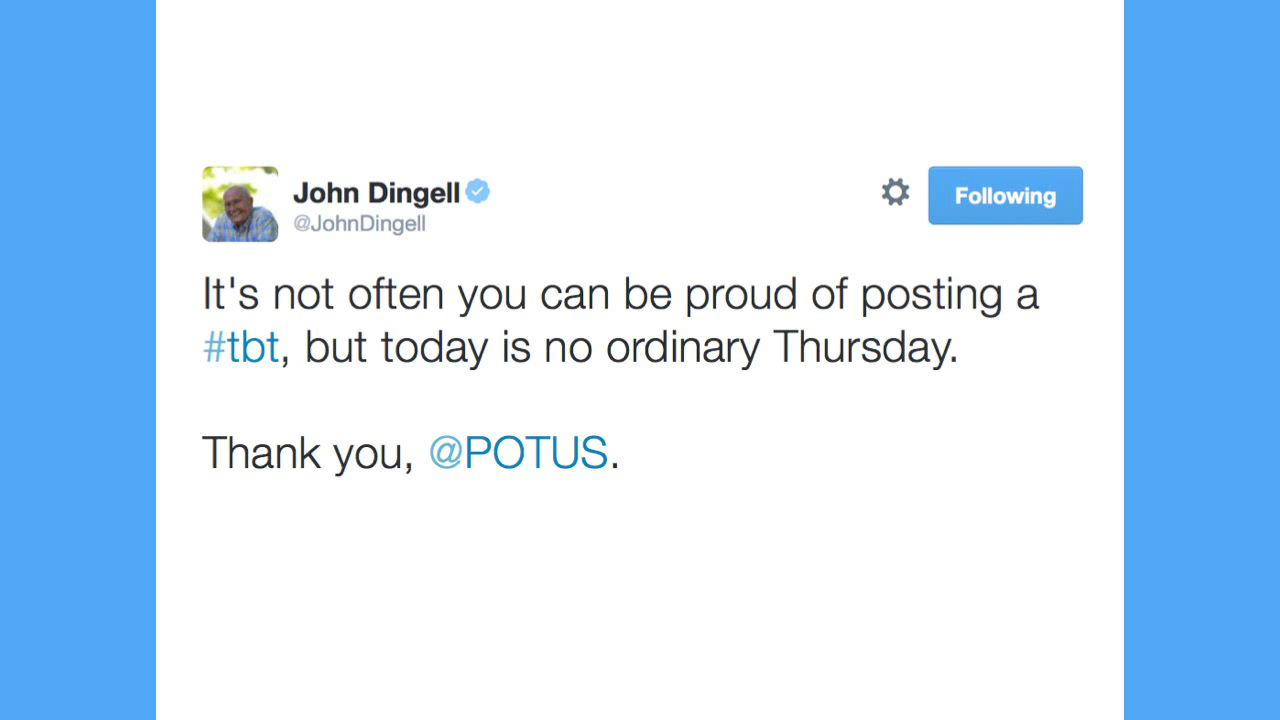 John Dingell
@JohnDingell
Following
It's not often you can be proud of posting a
#tbt, but today is no ordinary Thursday.
Thank you, @POTUS.